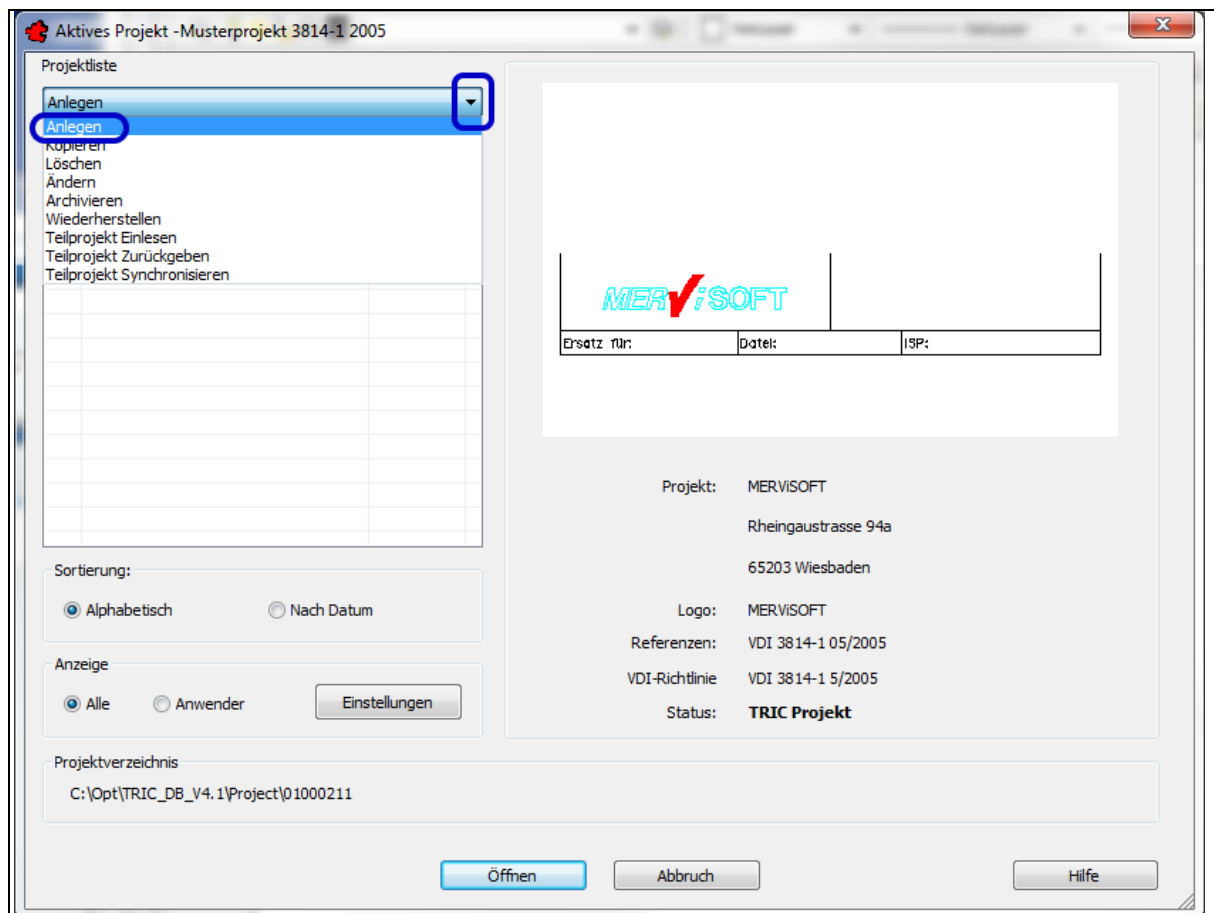 Aktives Projekt -Musterprojekt 3814-1 2005
Projektliste
Anlegen
Anlegen
Kopieren
Löschen
Ändern
Archivieren
Wiederherstellen
Teilprojekt Einlesen
Teilprojekt Zurückgeben
Teilprojekt Synchronisieren
MERViSOFT
Ersatz für: Datei: ISP:
Projekt: MERViSOFT
Rheingaustrasse 94a
65203 Wiesbaden
Logo: MERViSOFT
Referenzen: VDI 3814-1 05/2005
VDI-Richtlinie VDI 3814-1 5/2005
Status: TRIC Projekt
Sortierung:
Alphabetisch Nach Datum
Anzeige
Alle Anwender Einstellungen
Projektverzeichnis
C:\Opt\TRIC_DB_V4.1\Project\01000211
Öffnen Abbruch Hilfe